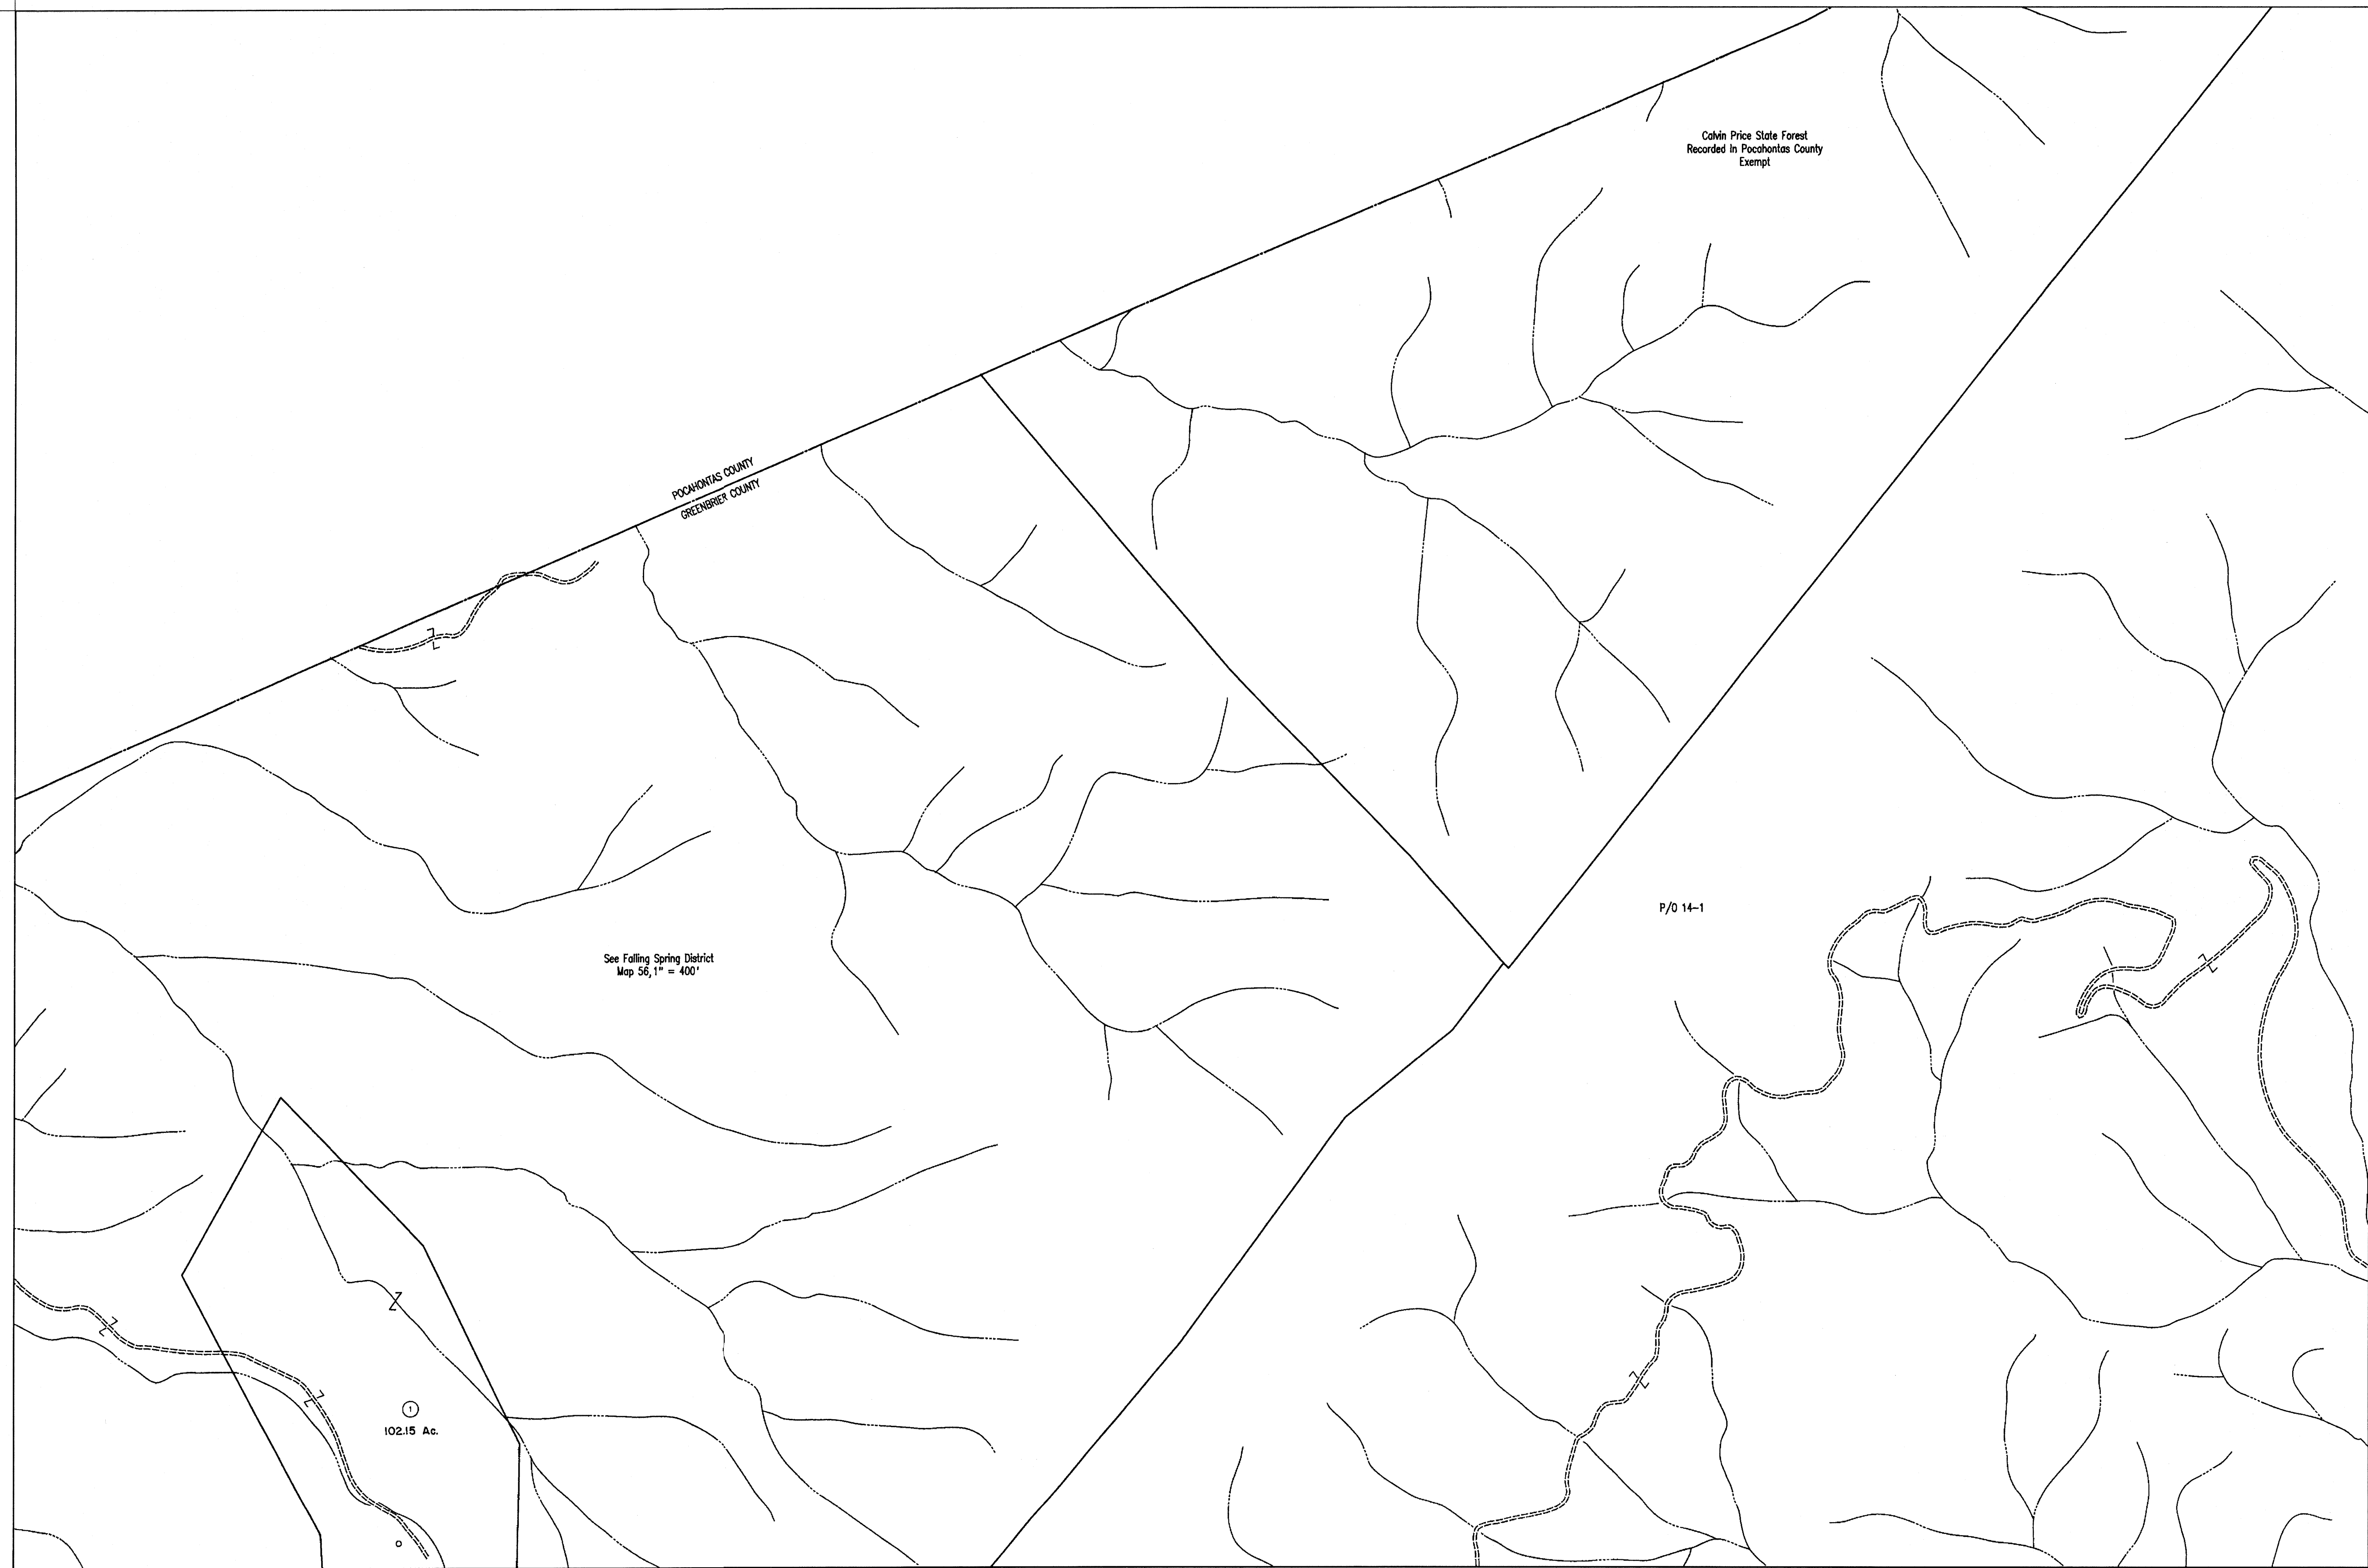 Calvin Price State Forest
Recorded In Pocahontas County
Exempt
POCAHONTAS COUNTY
GREENBRIER COUNTY
P/O 14-1
See Falling Spring District
Map 56,1" = 400'
1
102.15 Ac.